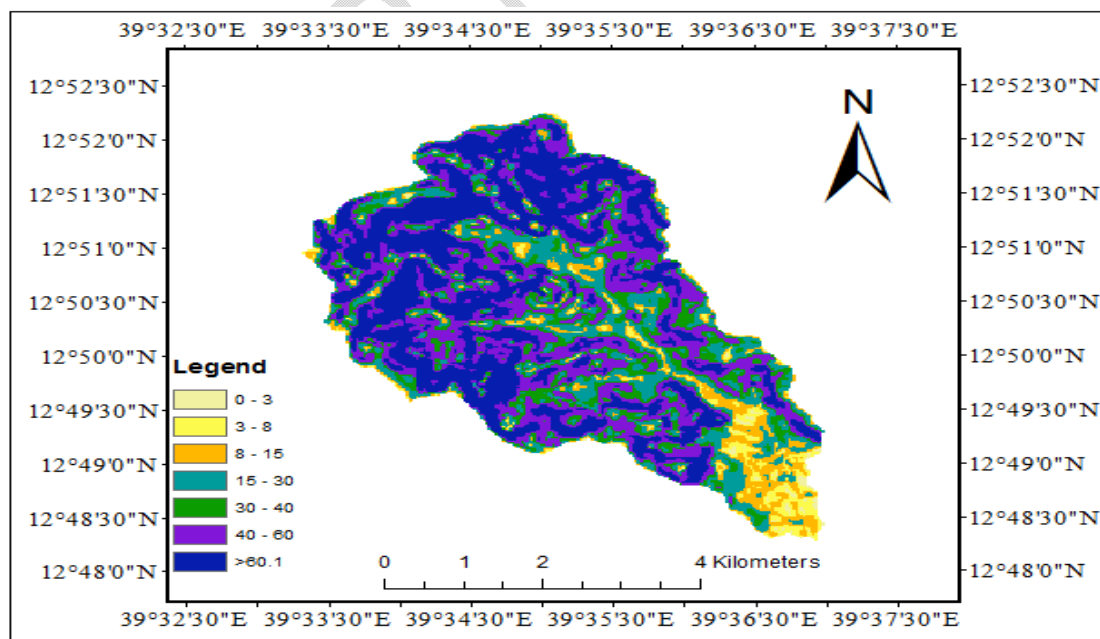 39°32'30"E 39°33'30"E 39°34'30"E 39°35'30"E 39°36'30"E 39°37'30"E
12°52'30"N 12°52'30"N
N
12°52'0"N 12°52'0"N
12°51'30"N 12°51'30"N
12°51'0"N 12°51'0"N
12°50'30"N 12°50'30"N
12°50'0"N 12°50'0"N
Legend
0 - 3
12°49'30"N 12°49'30"N
3 - 8
8 - 15
12°49'0"N 12°49'0"N
15 - 30
30 - 40
12°48'30"N 12°48'30"N
40 - 60
>60.1
0 1 2 4 Kilometers
12°48'0"N 12°48'0"N
39°32'30"E 39°33'30"E 39°34'30"E 39°35'30"E 39°36'30"E 39°37'30"E